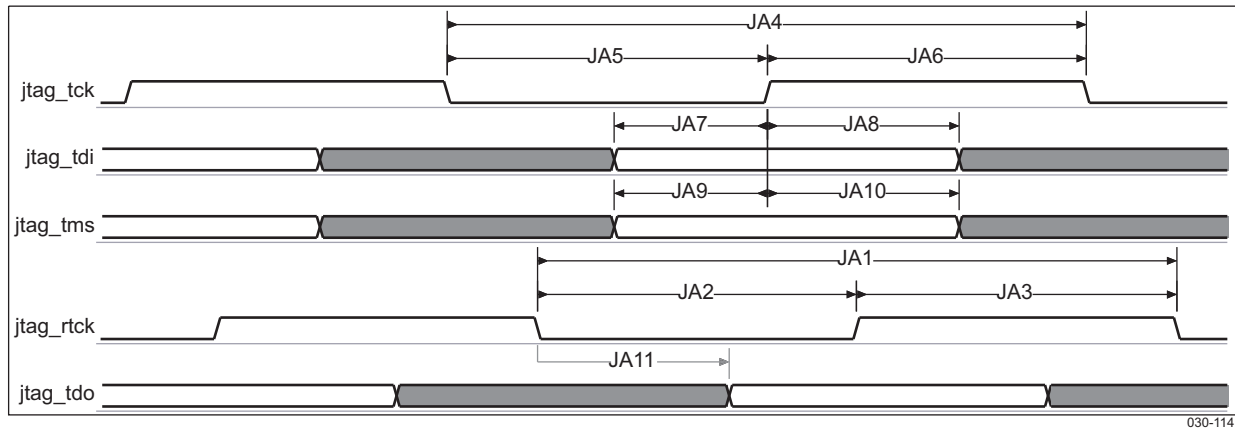 JA4
JA5 JA6
jtag_tck
JA7 JA8
jtag_tdi
JA9 JA10
jtag_tms
JA1
JA2 JA3
jtag_rtck
JA11
jtag_tdo
030-114